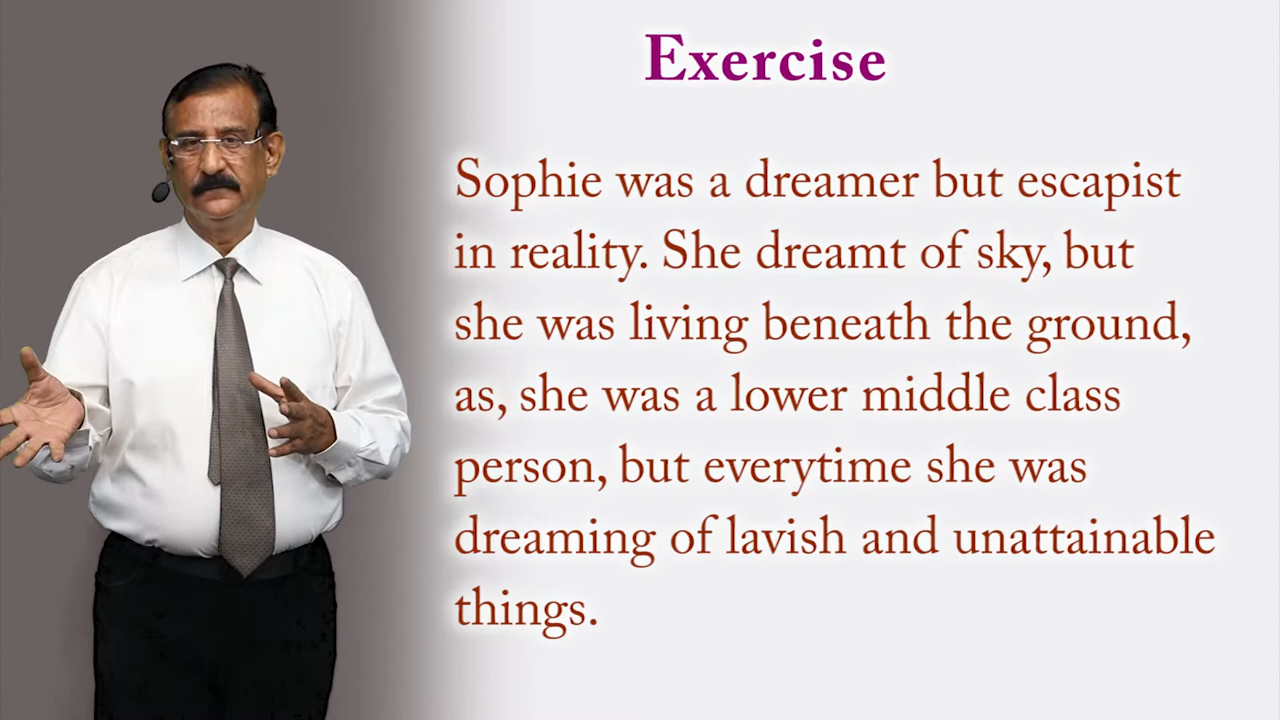 Exercise
Sophie was a dreamer but escapist
in reality. She dreamt of sky, but
she was living beneath the ground,
as, she was a lower middle class
person, but everytime she was
dreaming of lavish and unattainable
things.